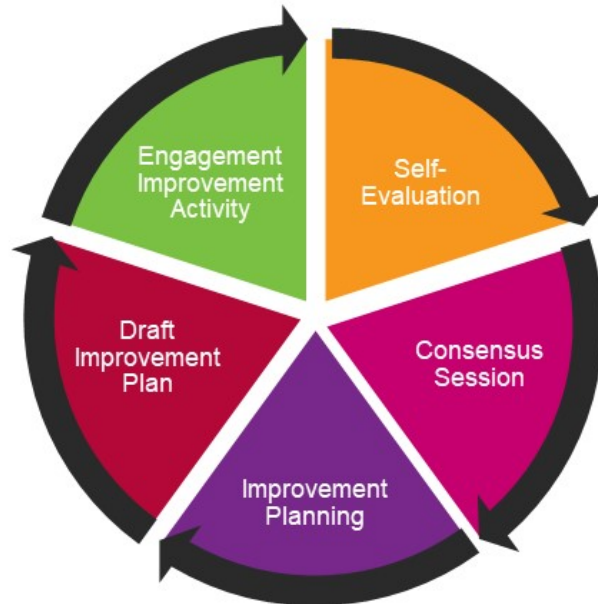 Engagement
Improvement
Activity
Self-
Evaluation
Consensus
Session
Improvement
Planning
Draft
Improvement
Plan